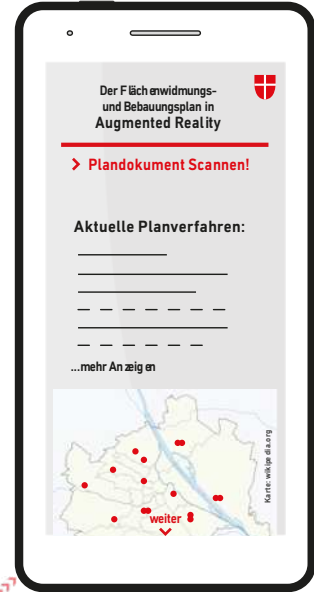 Der Flächenwidmungs-
und Bebauungsplan in
Augmented Reality
Plandokument Scannen!
Aktuelle Planverfahren:
...mehr Anzeigen
Karte: wikipedia.org
weiter